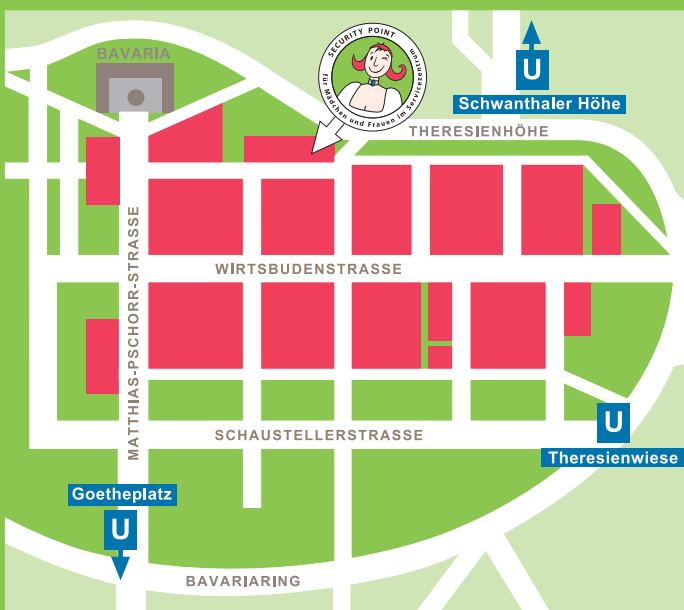 BAVARIA
SECURITY POINT
für Mädchen und Frauen im Servicezentrum
U
Schwanthaler Höhe
THERESIENHÖHE
MATTHIAS-PSCHORR-STRASSE
WIRTSBUDENSTRASSE
SCHAUSTELLERSTRASSE
U
Theresienwiese
Goetheplatz
U
BAVARIARING